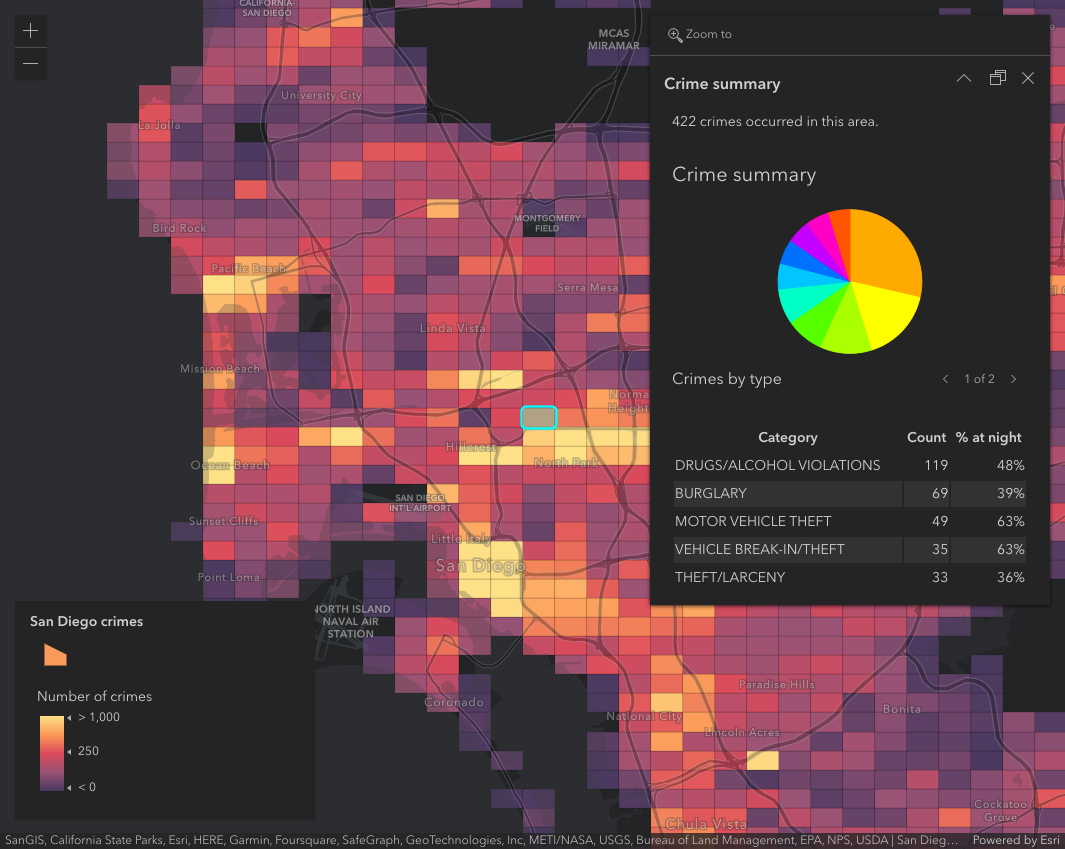 CALIFORNIA-
SAN DIEGO
MCAS
MIRAMAR
University City
La Jolla
Bird Rock
MONTGOMERY
FIELD
Pacific Beach
Serra Mesa
Linda Vista
Mission Beach
Normal
Heights
Hillcrest
North Park
Ocean Beach
SAN DIEGO
INT'L AIRPORT
Sunset Cliffs
Little Italy
San Diego
Point Loma
NORTH ISLAND
NAVAL AIR
STATION
Coronado
Paradise Hills
National City
Bonita
Lincoln Acres
Cockatoo
Grove
Chula Vista
Zoom to
Crime summary
422 crimes occurred in this area.
Crime summary
Crimes by type
1 of 2
Category Count % at night
DRUGS/ALCOHOL VIOLATIONS 119 48%
BURGLARY 69 39%
MOTOR VEHICLE THEFT 49 63%
VEHICLE BREAK-IN/THEFT 35 63%
THEFT/LARCENY 33 36%
San Diego crimes
Number of crimes
> 1,000
250
< 0
SanGIS, California State Parks, Esri, HERE, Garmin, Foursquare, SafeGraph, GeoTechnologies, Inc, METI/NASA, USGS, Bureau of Land Management, EPA, NPS, USDA | San Dieg… Powered by Esri